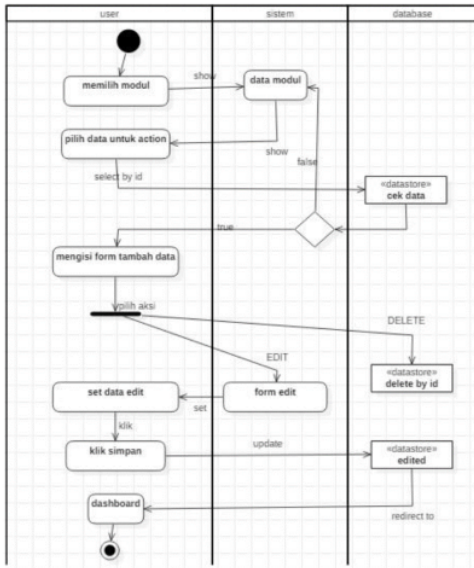 user
sistem
database
memilih modul
show
data modul
pilih data untuk action
show
false
select by id
«datastore»
cek data
true
mengisi form tambah data
pilih aksi
DELETE
EDIT
«datastore»
delete by id
set data edit
set
form edit
klik
klik simpan
update
«datastore»
edited
dashboard
redirect to